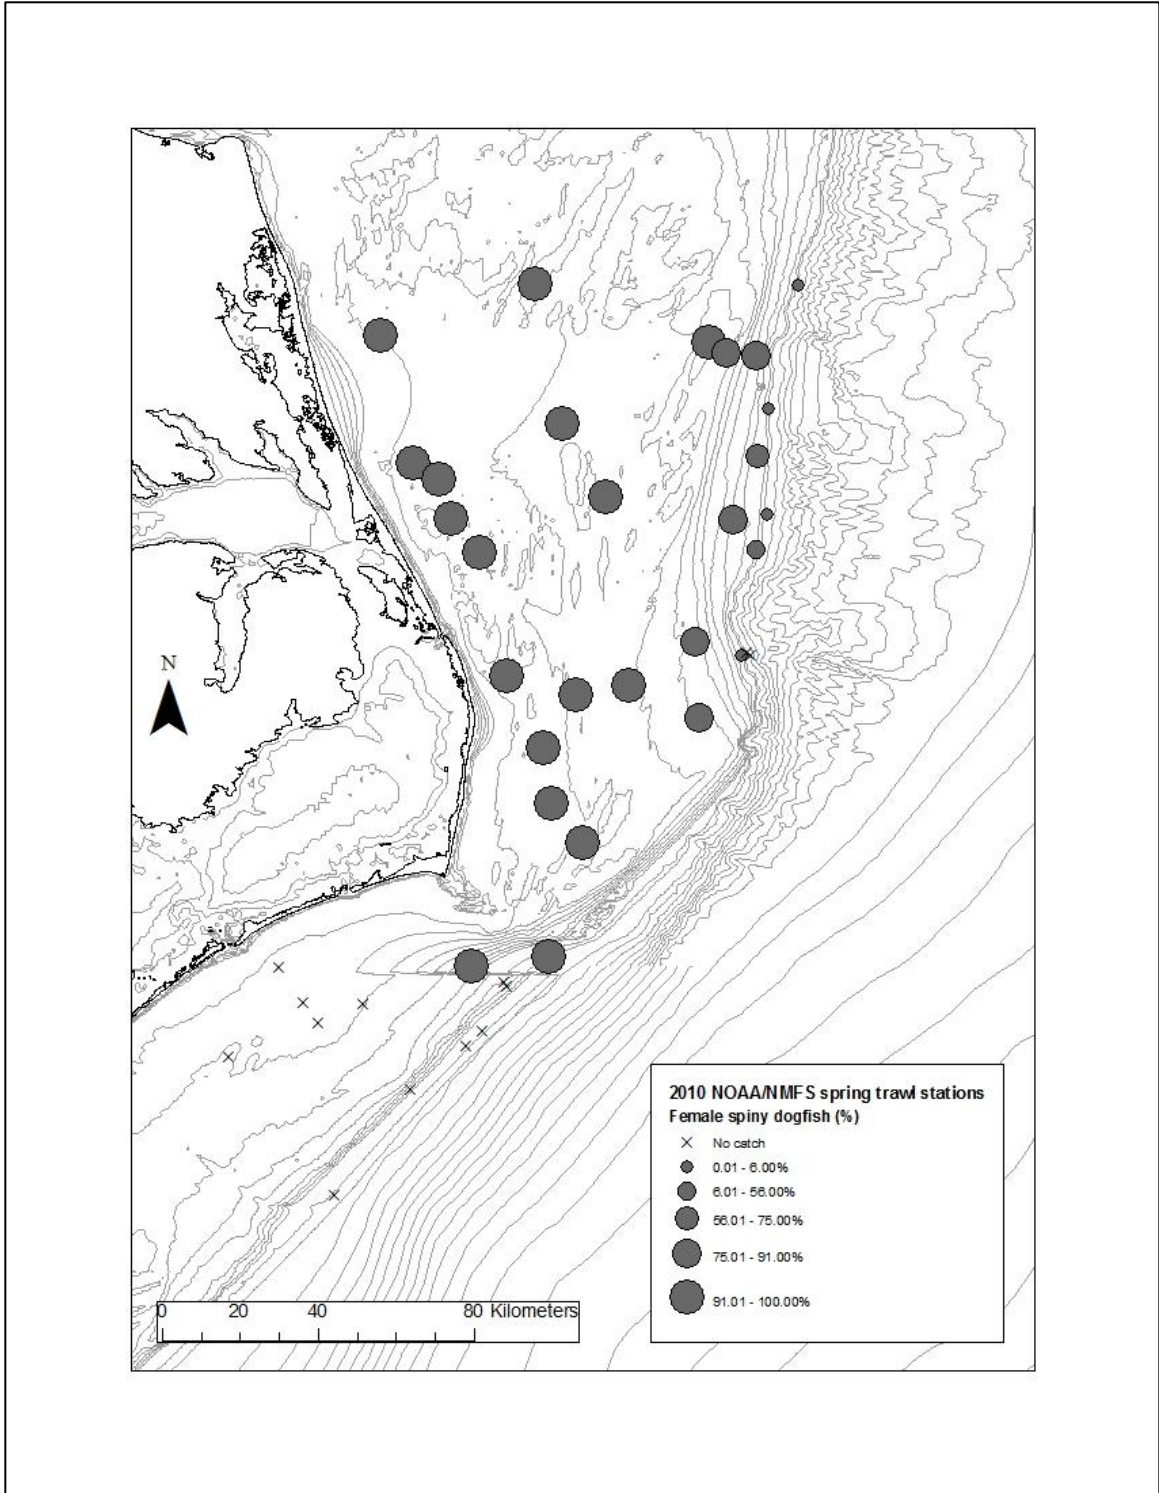 N
2010 NOAA/NMFS spring trawl stations
Female spiny dogfish (%)
No catch
0.01 - 6.00%
6.01 - 56.00%
56.01 - 75.00%
75.01 - 91.00%
91.01 - 100.00%
0 20 40 80 Kilometers